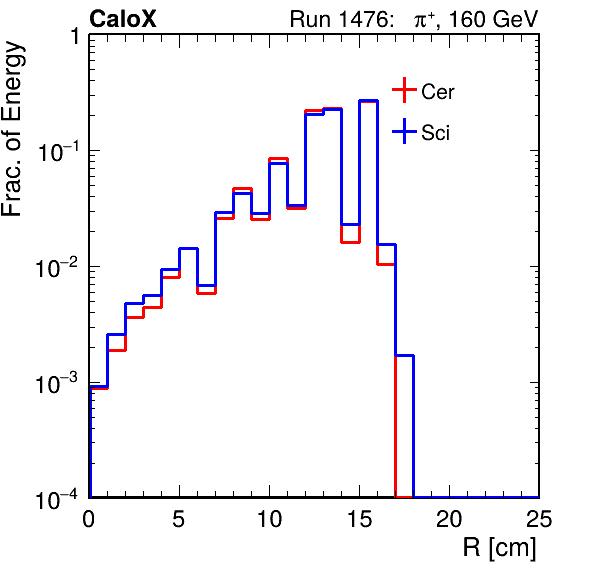 CaloX Run 1476: π⁺, 160 GeV
Frac. of Energy
1
10⁻¹
10⁻²
10⁻³
10⁻⁴
Cer
Sci
0 5 10 15 20 25
R [cm]